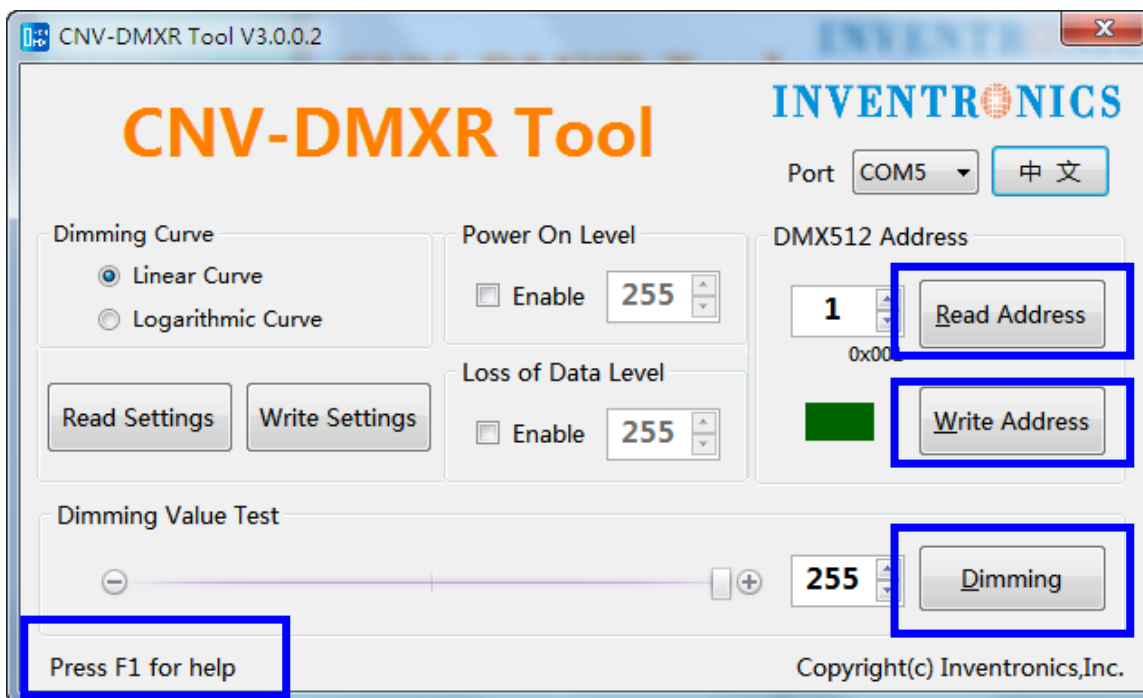 CNV-DMXR Tool V3.0.0.2
CNV-DMXR Tool
INVENTRONICS
Port COM5 中 文
Dimming Curve
Linear Curve
Logarithmic Curve
Read Settings Write Settings
Power On Level
Enable 255
Loss of Data Level
Enable 255
DMX512 Address
1 Read Address
Write Address
Dimming Value Test
255 Dimming
Press F1 for help
Copyright(c) Inventronics,Inc.